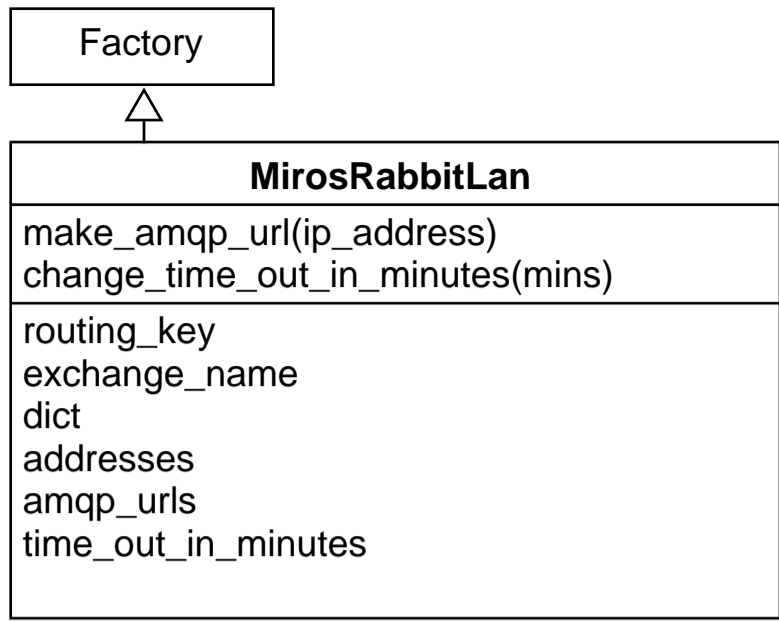 Factory
MirosRabbitLan
make_amqp_url(ip_address)
change_time_out_in_minutes(mins)
routing_key
exchange_name
dict
addresses
amqp_urls
time_out_in_minutes